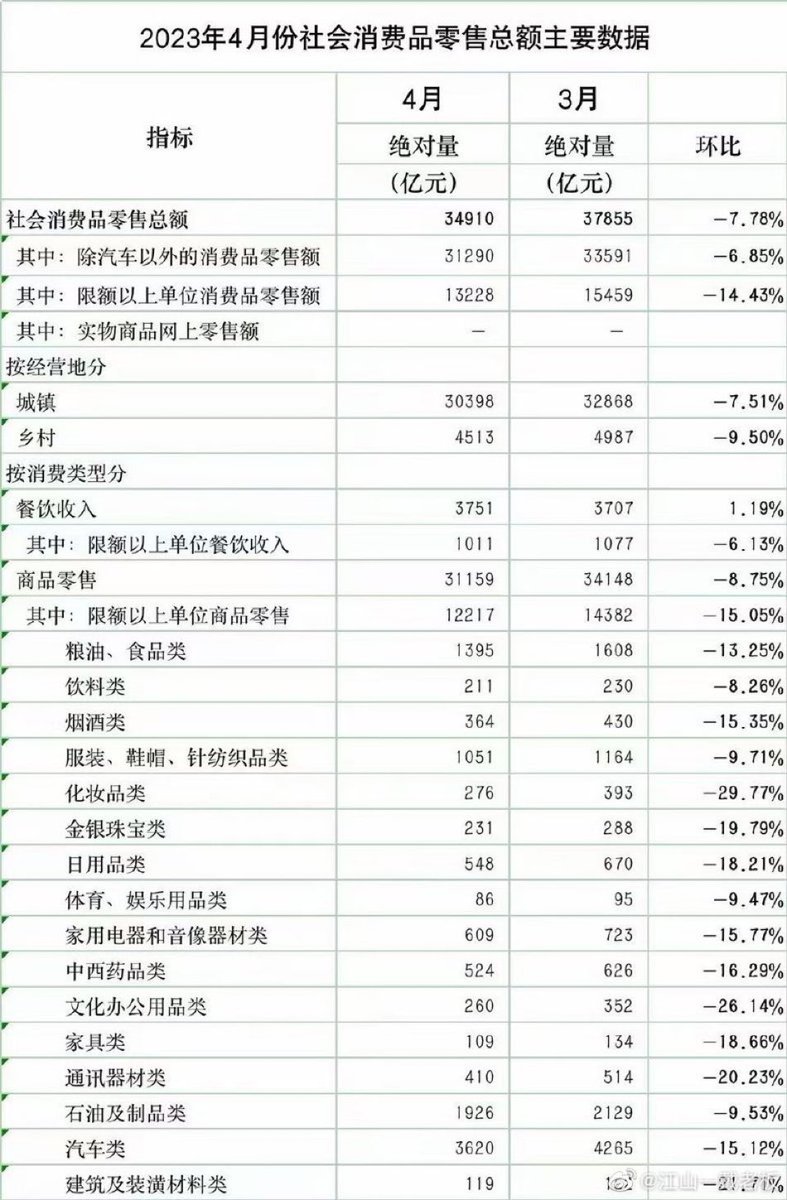 2023年4月份社会消费品零售总额主要数据
指标 4月 3月 环比
绝对量 绝对量
(亿元) (亿元)
社会消费品零售总额 34910 37855 -7.78%
其中：除汽车以外的消费品零售额 31290 33591 -6.85%
其中：限额以上单位消费品零售额 13228 15459 -14.43%
其中：实物商品网上零售额 - -
按经营地分
城镇 30398 32868 -7.51%
乡村 4513 4987 -9.50%
按消费类型分
餐饮收入 3751 3707 1.19%
其中：限额以上单位餐饮收入 1011 1077 -6.13%
商品零售 31159 34148 -8.75%
其中：限额以上单位商品零售 12217 14382 -15.05%
粮油、食品类 1395 1608 -13.25%
饮料类 211 230 -8.26%
烟酒类 364 430 -15.35%
服装、鞋帽、针纺织品类 1051 1164 -9.71%
化妆品类 276 393 -29.77%
金银珠宝类 231 288 -19.79%
日用品类 548 670 -18.21%
体育、娱乐用品类 86 95 -9.47%
家用电器和音像器材类 609 723 -15.77%
中西药品类 524 626 -16.29%
文化办公用品类 260 352 -26.14%
家具类 109 134 -18.66%
通讯器材类 410 514 -20.23%
石油及制品类 1926 2129 -9.53%
汽车类 3620 4265 -15.12%
建筑及装潢材料类 119
@江山一